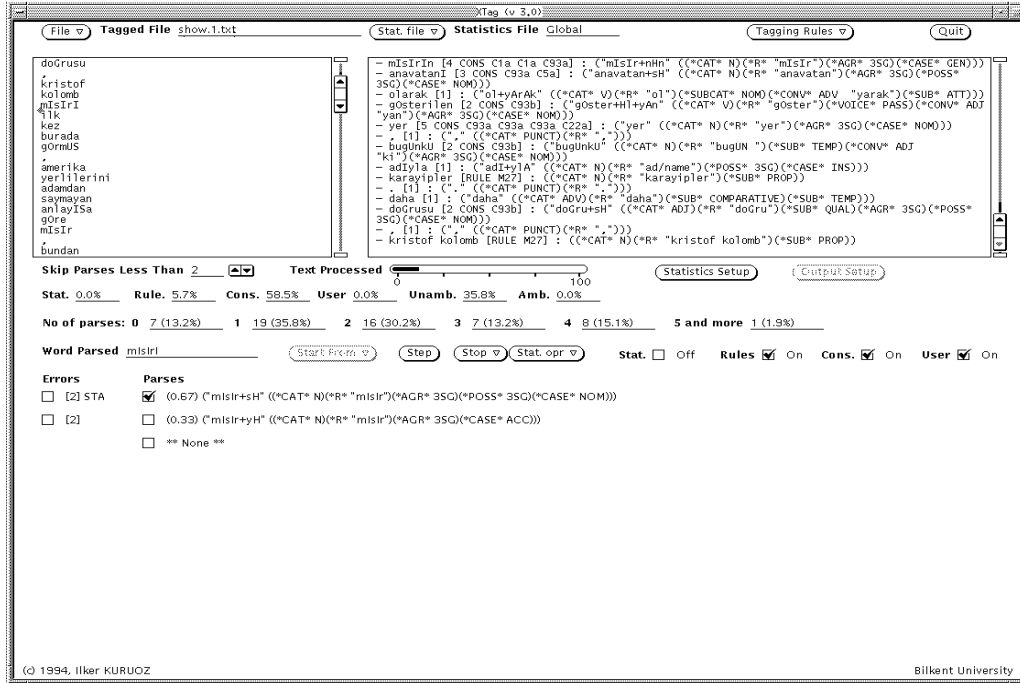 XTag (v 3.0)
File Tagged File show.1.txt Stat. file Statistics File Global Tagging Rules Quit
doGrusu
,
kristof
kolomb
mIsIrI
ilk
kez
burada
gOrmUS
,
amerika
yerlilerini
adamdan
saymayan
anlayISa
gOre
mIsIr
,
bundan
– mIsIrIn [4 CONS C1a C1a C93a] : ("mIsIr+nHn" ((*CAT* N)(*R* "mIsIr")(*AGR* 3SG)(*CASE* GEN)))
– anavatanI [3 CONS C93a C5a] : ("anavatan+sH" ((*CAT* N)(*R* "anavatan")(*AGR* 3SG)(*POSS*
3SG)(*CASE* NOM)))
– olarak [1] : ("ol+yArAk" ((*CAT* V)(*R* "ol")(*SUBCAT* NOM)(*CONV* ADV "yarak")(*SUB* ATT)))
– gOsterilen [2 CONS C93b] : ("gOster+Hl+yAn" ((*CAT* V)(*R* "gOster")(*VOICE* PASS)(*CONV* ADJ
"yan")(*AGR* 3SG)(*CASE* NOM)))
– yer [5 CONS C93a C93a C93a C22a] : ("yer" ((*CAT* N)(*R* "yer")(*AGR* 3SG)(*CASE* NOM)))
– , [1] : ("," ((*CAT* PUNCT)(*R* ",")))
– bugUnkU [2 CONS C93b] : ("bugUnkU" ((*CAT* N)(*R* "bugUN ")(*SUB* TEMP)(*CONV* ADJ
"ki")(*AGR* 3SG)(*CASE* NOM)))
– adIyla [1] : ("adI+ylA" ((*CAT* N)(*R* "ad/name")(*POSS* 3SG)(*CASE* INS)))
– karayipler [RULE M27] : ((*CAT* N)(*R* "karayipler")(*SUB* PROP))
– . [1] : ("." ((*CAT* PUNCT)(*R* ".")))
– daha [1] : ("daha" ((*CAT* ADV)(*R* "daha")(*SUB* COMPARATIVE)(*SUB* TEMP)))
– doGrusu [2 CONS C93b] : ("doGru+sH" ((*CAT* ADJ)(*R* "doGru")(*SUB* QUAL)(*AGR* 3SG)(*POSS*
3SG)(*CASE* NOM)))
– , [1] : ("," ((*CAT* PUNCT)(*R* ",")))
– kristof kolomb [RULE M27] : ((*CAT* N)(*R* "kristof kolomb")(*SUB* PROP))
Skip Parses Less Than 2 Text Processed 0 100 Statistics Setup Output Setup
Stat. 0.0% Rule. 5.7% Cons. 58.5% User 0.0% Unamb. 35.8% Amb. 0.0%
No of parses: 0 7 (13.2%) 1 19 (35.8%) 2 16 (30.2%) 3 7 (13.2%) 4 8 (15.1%) 5 and more 1 (1.9%)
Word Parsed mIsIrI Start From Step Stop Stat. opr Stat. Off Rules On Cons. On User On
Errors Parses
[2] STA (0.67) ("mIsIr+sH" ((*CAT* N)(*R* "mIsIr")(*AGR* 3SG)(*POSS* 3SG)(*CASE* NOM)))
[2] (0.33) ("mIsIr+yH" ((*CAT* N)(*R* "mIsIr")(*AGR* 3SG)(*CASE* ACC)))
** None **
(c) 1994, Ilker KURUOZ Bilkent University